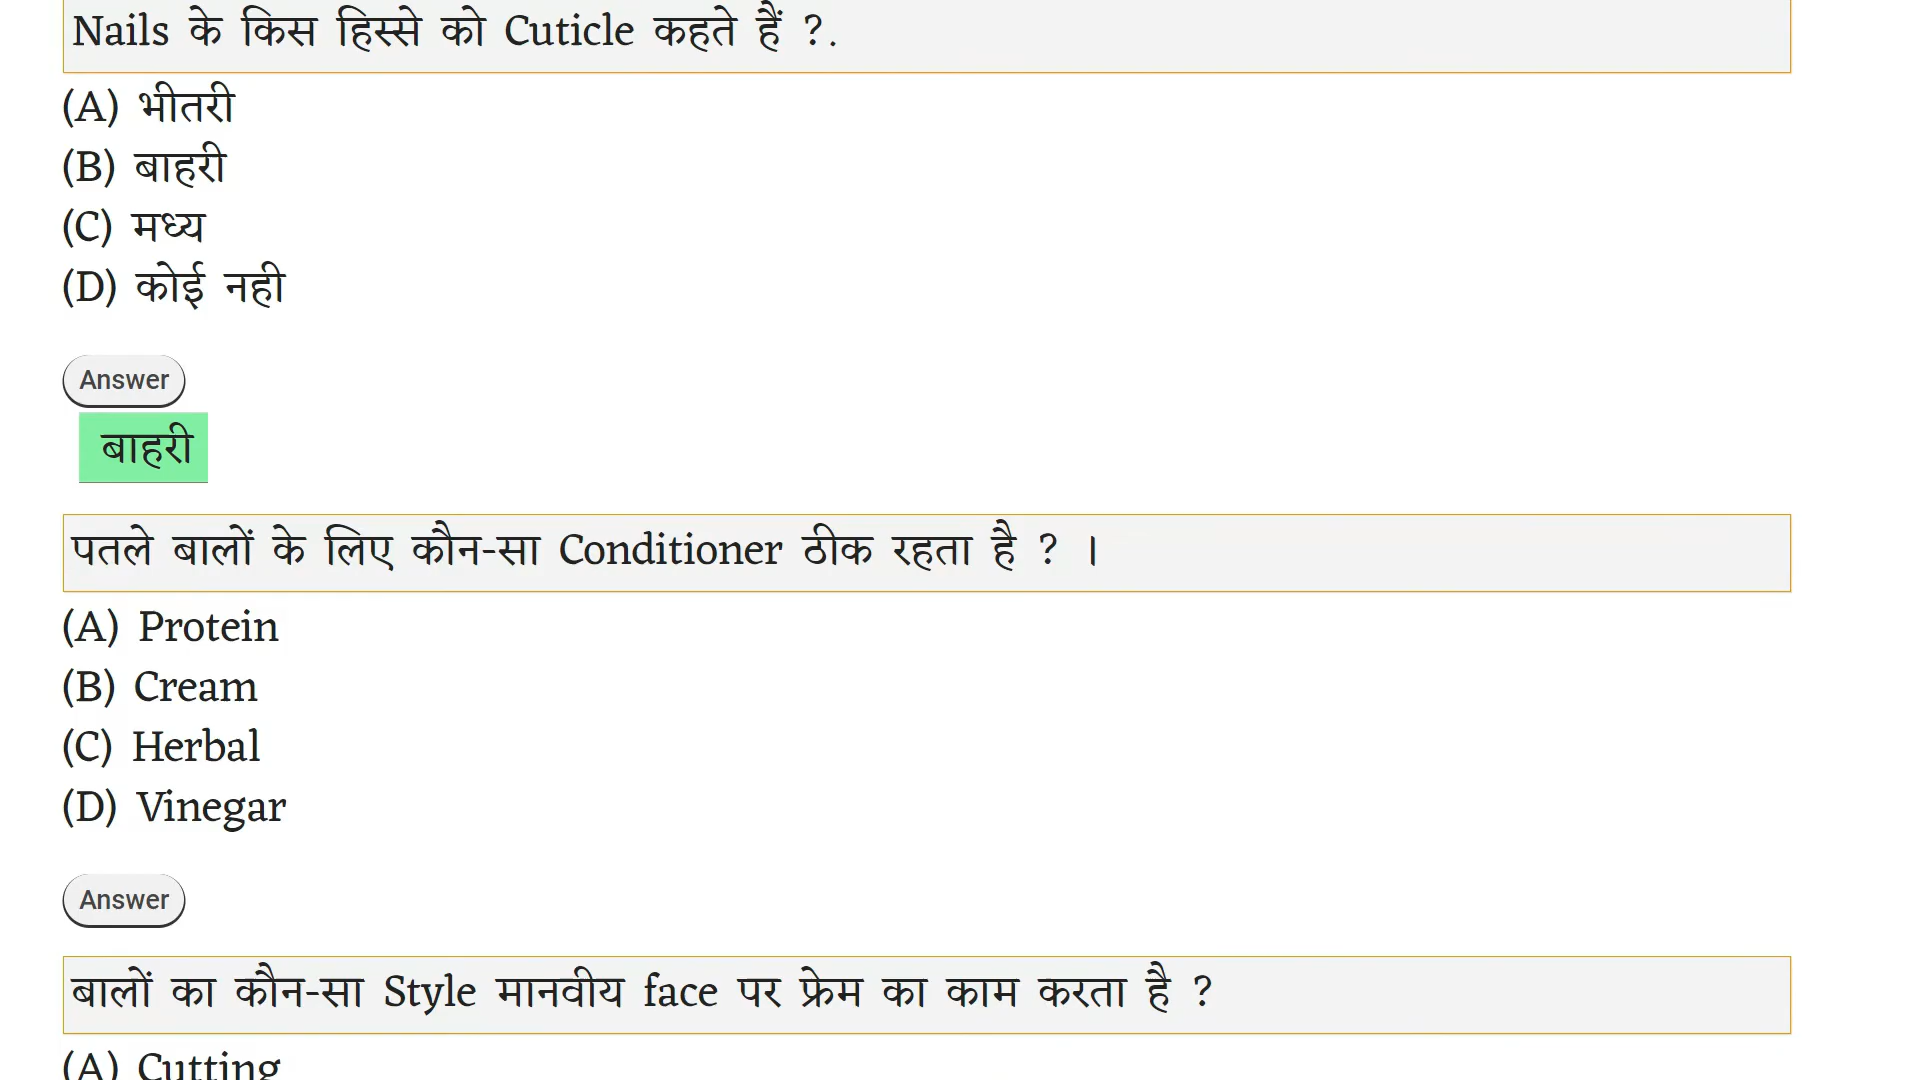 Nails के किस हिस्से को Cuticle कहते हैं ?.
(A) भीतरी
(B) बाहरी
(C) मध्य
(D) कोई नही
Answer
बाहरी
पतले बालों के लिए कौन-सा Conditioner ठीक रहता है ? ।
(A) Protein
(B) Cream
(C) Herbal
(D) Vinegar
Answer
बालों का कौन-सा Style मानवीय face पर फ्रेम का काम करता है ?
(A) Cutting